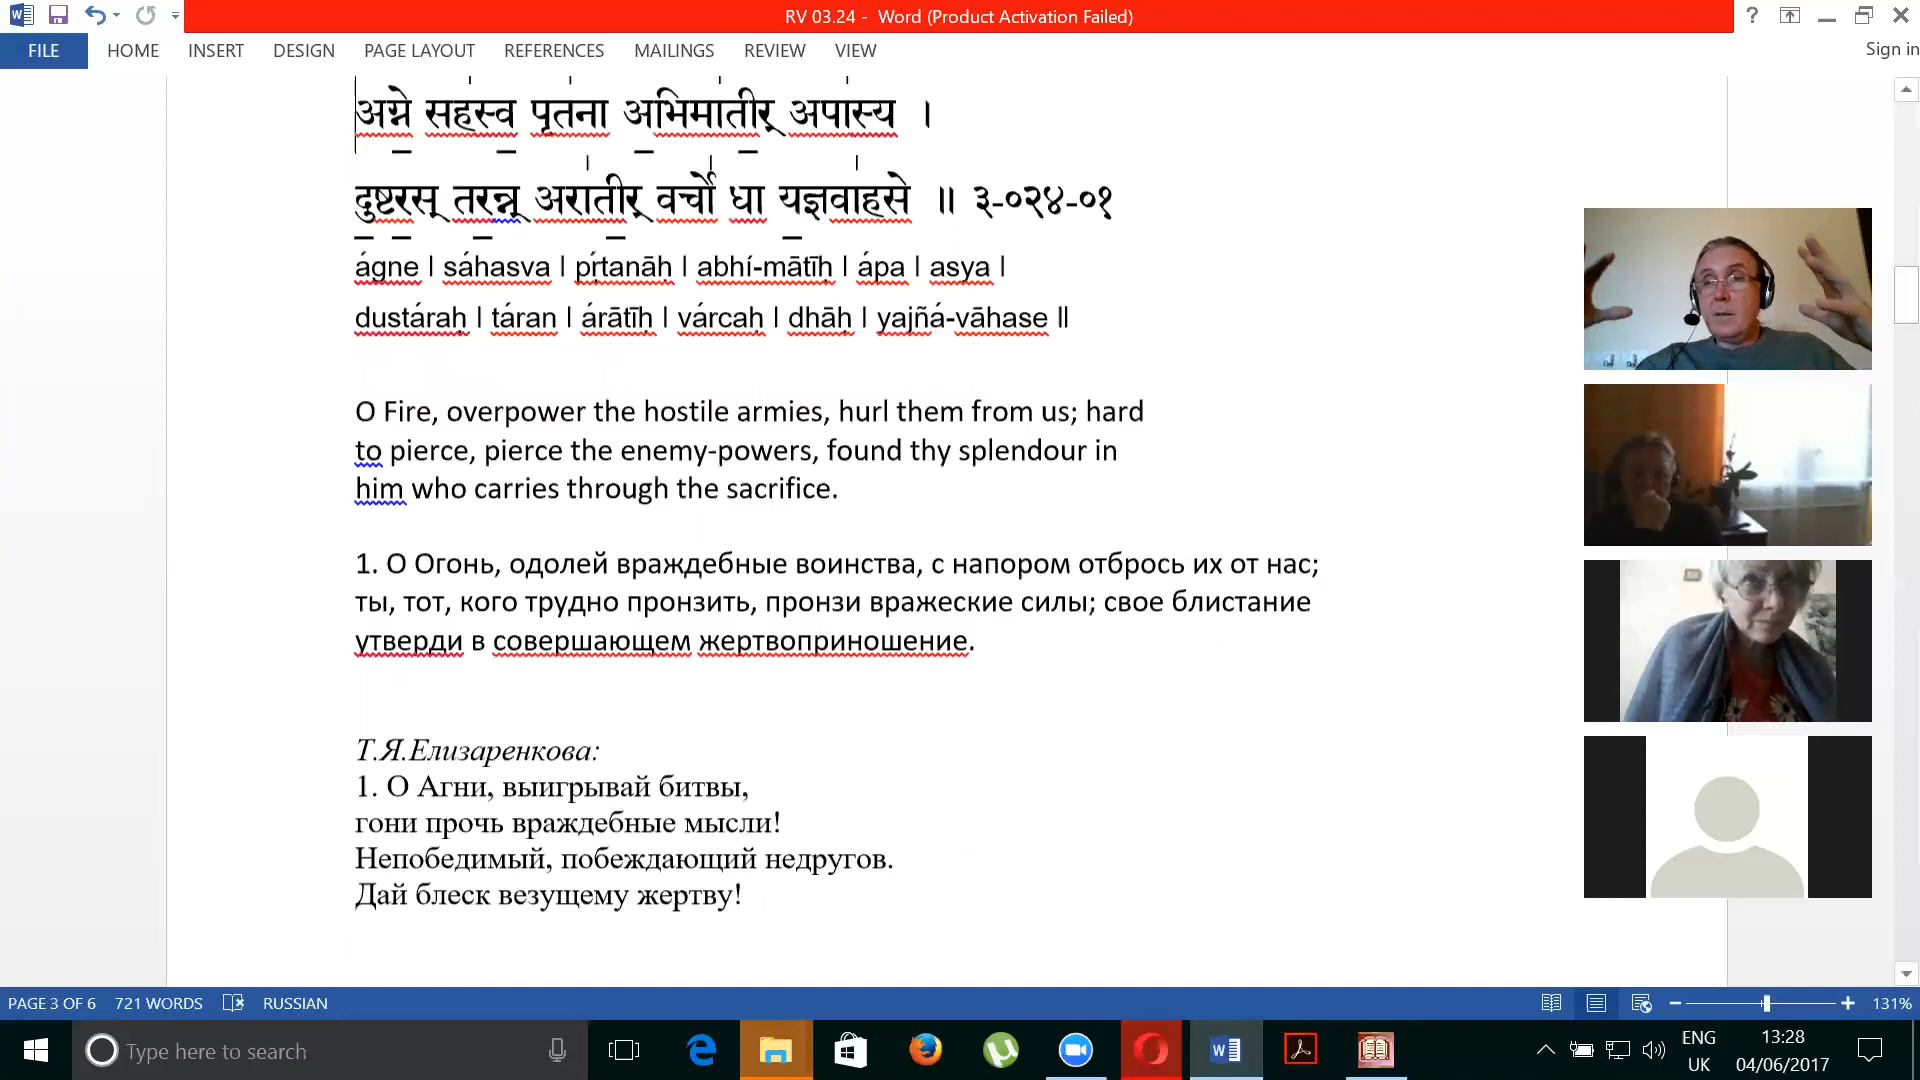 RV 03.24 - Word (Product Activation Failed)
FILE HOME INSERT DESIGN PAGE LAYOUT REFERENCES MAILINGS REVIEW VIEW Sign in
अग्ने सहस्व पृतना अभिमातीर् अपास्य ।
दुष्टरस् तरन्न् अरातीर् वर्चो धा यज्ञवाहसे ॥ ३-०२४-०१
ágne | sáhasva | pṛ́tanāḥ | abhí-mātīḥ | ápa | asya |
dustáraḥ | táran | árātīḥ | várcaḥ | dhāḥ | yajñá-vāhase ||
O Fire, overpower the hostile armies, hurl them from us; hard
to pierce, pierce the enemy-powers, found thy splendour in
him who carries through the sacrifice.
1. О Огонь, одолей враждебные воинства, с напором отбрось их от нас;
ты, тот, кого трудно пронзить, пронзи вражеские силы; свое блистание
утверди в совершающем жертвоприношение.
Т.Я.Елизаренкова:
1. О Агни, выигрывай битвы,
гони прочь враждебные мысли!
Непобедимый, побеждающий недругов.
Дай блеск везущему жертву!
PAGE 3 OF 6 721 WORDS RUSSIAN 131%
Type here to search
ENG 13:28
UK 04/06/2017